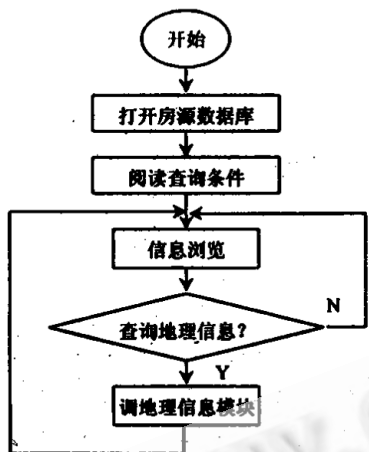 开始
打开房源数据库
阅读查询条件
信息浏览
查询地理信息?
N
Y
调地理信息模块